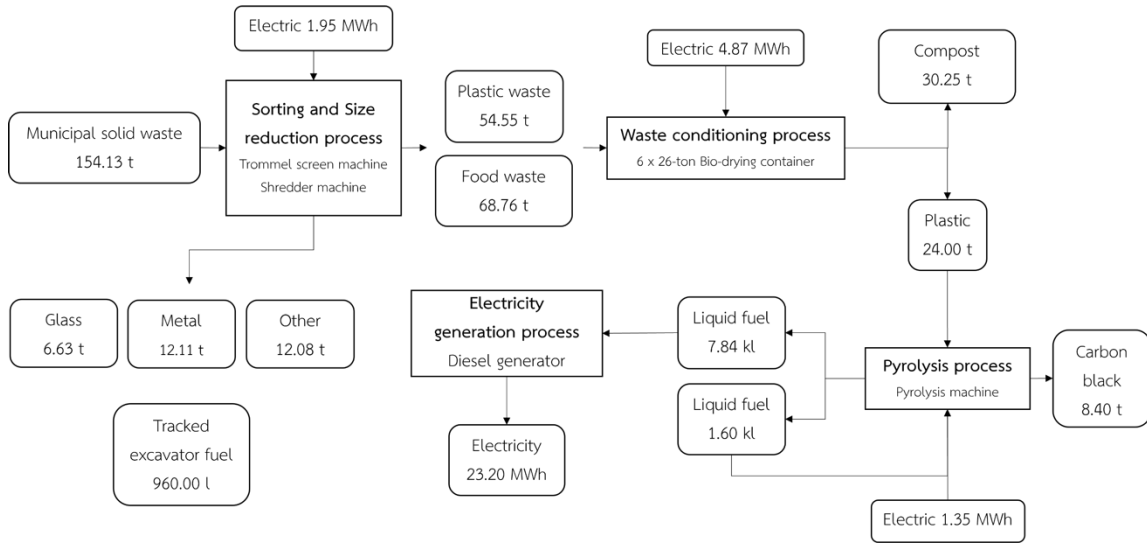 Electric 1.95 MWh
Electric 4.87 MWh
Compost
30.25 t
Municipal solid waste
154.13 t
Sorting and Size
reduction process
Trommel screen machine
Shredder machine
Plastic waste
54.55 t
Food waste
68.76 t
Waste conditioning process
6 x 26-ton Bio-drying container
Plastic
24.00 t
Glass
6.63 t
Metal
12.11 t
Other
12.08 t
Electricity
generation process
Diesel generator
Liquid fuel
7.84 kl
Liquid fuel
1.60 kl
Pyrolysis process
Pyrolysis machine
Carbon
black
8.40 t
Tracked
excavator fuel
960.00 l
Electricity
23.20 MWh
Electric 1.35 MWh